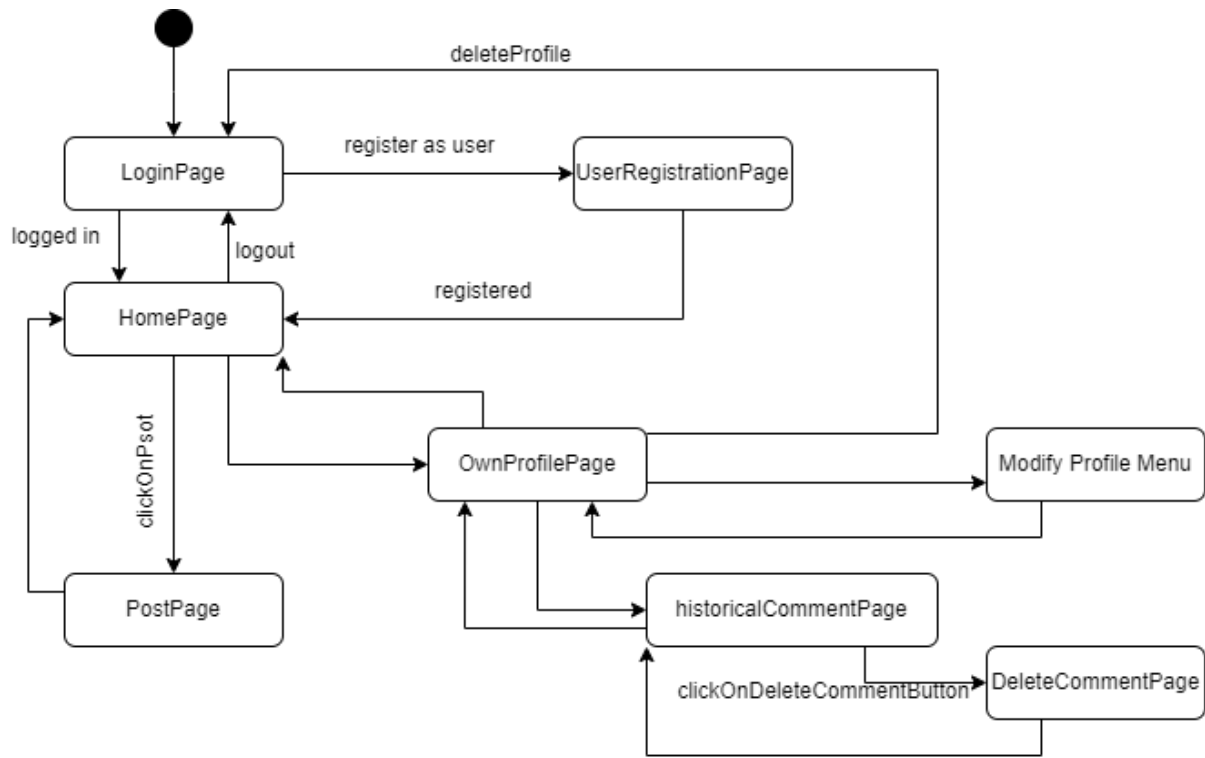 deleteProfile
register as user
LoginPage
UserRegistrationPage
logged in
logout
registered
HomePage
clickOnPsot
OwnProfilePage
Modify Profile Menu
PostPage
historicalCommentPage
clickOnDeleteCommentButton
DeleteCommentPage